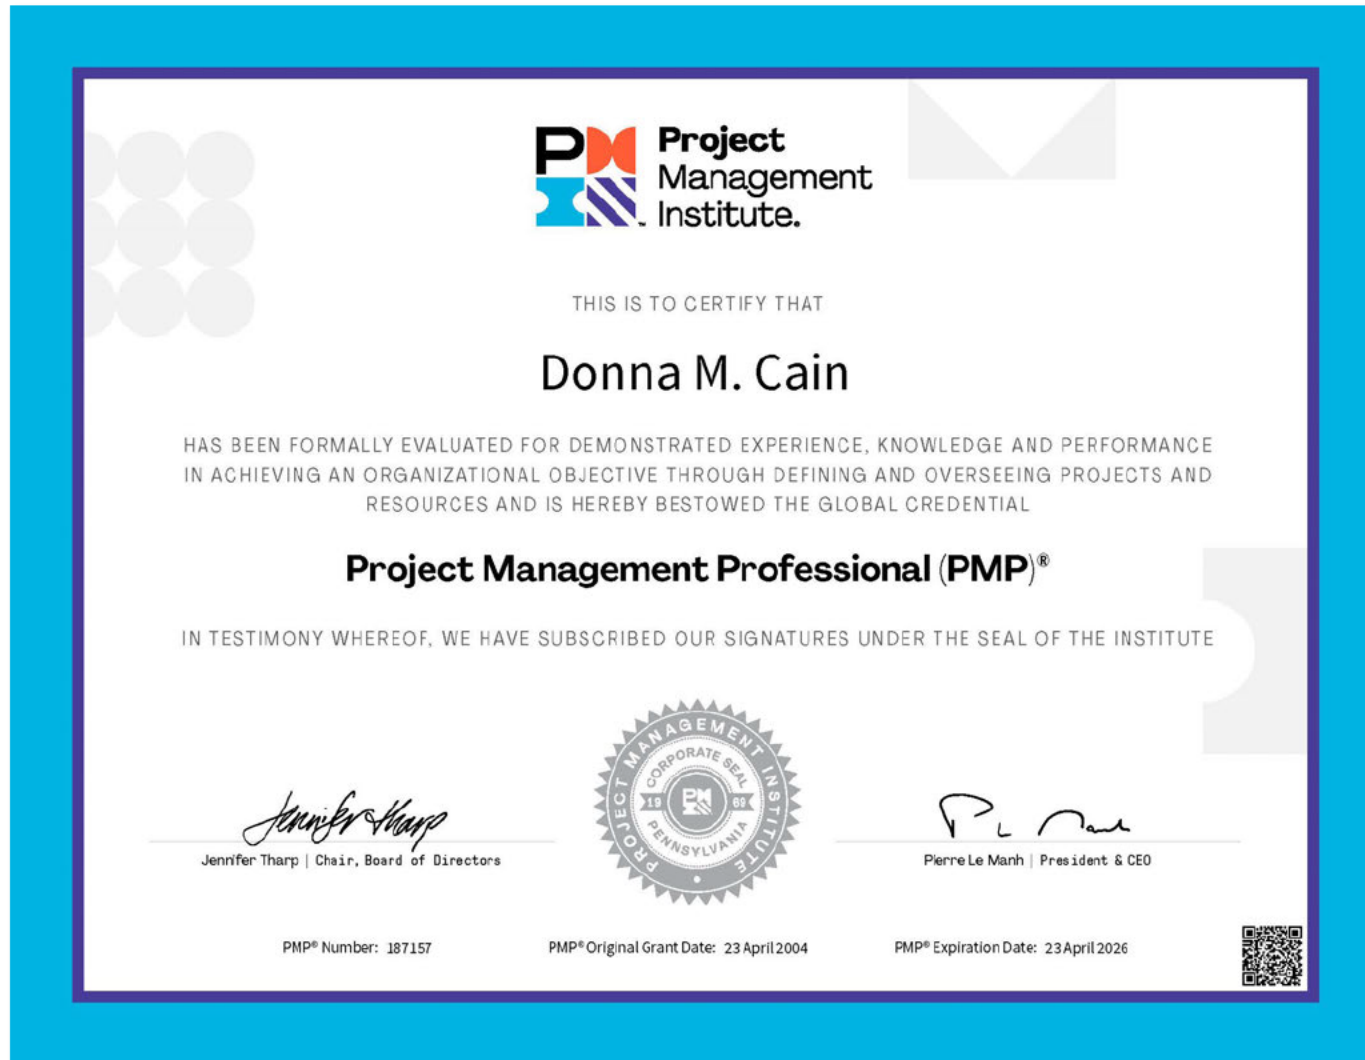 PM
Project
Management
Institute.
THIS IS TO CERTIFY THAT
Donna M. Cain
HAS BEEN FORMALLY EVALUATED FOR DEMONSTRATED EXPERIENCE, KNOWLEDGE AND PERFORMANCE
IN ACHIEVING AN ORGANIZATIONAL OBJECTIVE THROUGH DEFINING AND OVERSEEING PROJECTS AND
RESOURCES AND IS HEREBY BESTOWED THE GLOBAL CREDENTIAL
Project Management Professional (PMP)®
IN TESTIMONY WHEREOF, WE HAVE SUBSCRIBED OUR SIGNATURES UNDER THE SEAL OF THE INSTITUTE
PROJECT MANAGEMENT INSTITUTE
CORPORATE SEAL
19 PM 69
PENNSYLVANIA
Jennifer Tharp
Jennifer Tharp | Chair, Board of Directors
Pierre Le Manh | President & CEO
PMP® Number: 187157
PMP® Original Grant Date: 23 April 2004
PMP® Expiration Date: 23 April 2026